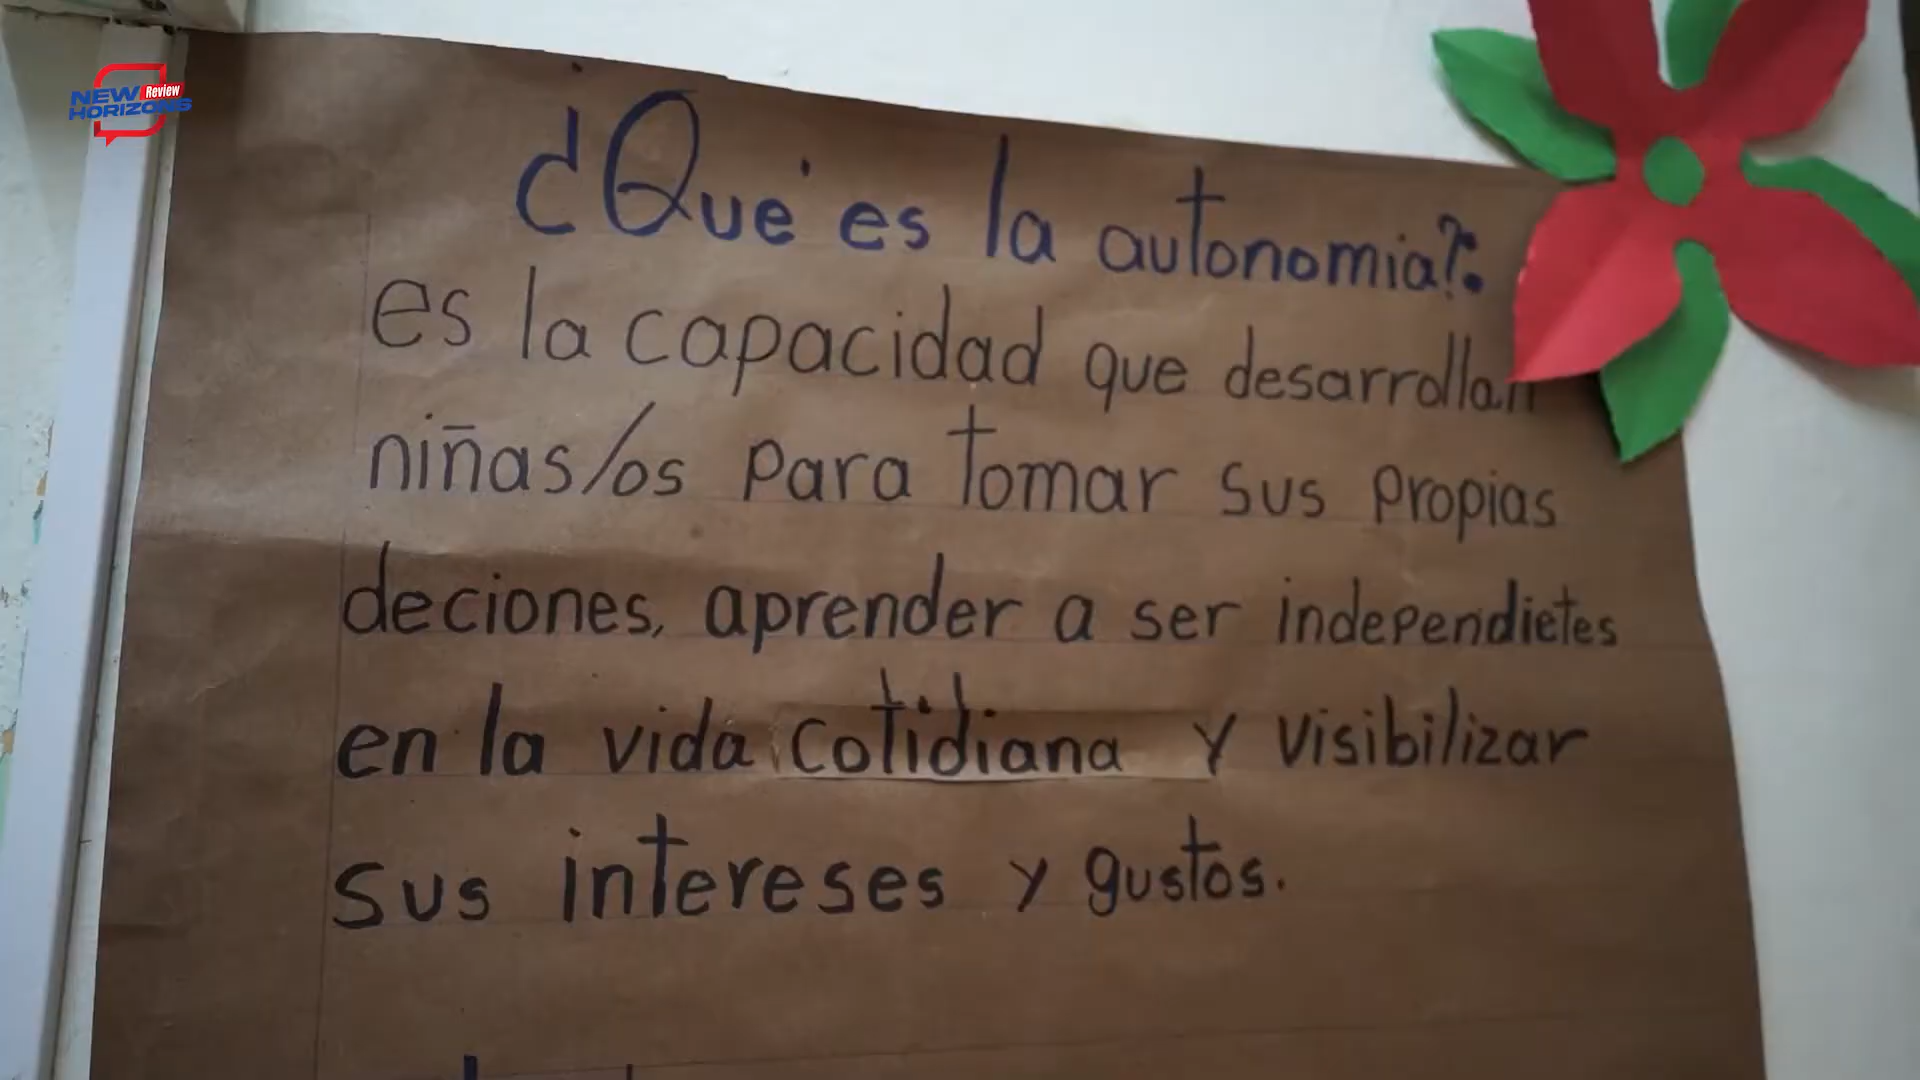 NEW Review
HORIZONS
¿Qué es la autonomia?:
es la capacidad que desarrollan
niñas/os para tomar sus propias
deciones, aprender a ser independietes
en la vida cotidiana y visibilizar
sus intereses y gustos.